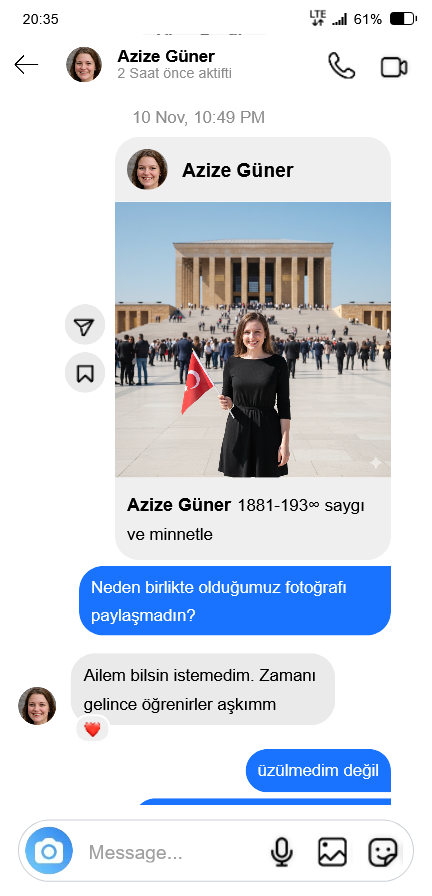 20:35
LTE
61%
Azize Güner
2 Saat önce aktifti
10 Nov, 10:49 PM
Azize Güner
Azize Güner 1881-193∞ saygı
ve minnetle
Neden birlikte olduğumuz fotoğrafı
paylaşmadın?
Ailem bilsin istemedim. Zamanı
gelince öğrenirler aşkımm
üzülmedim değil
Message...